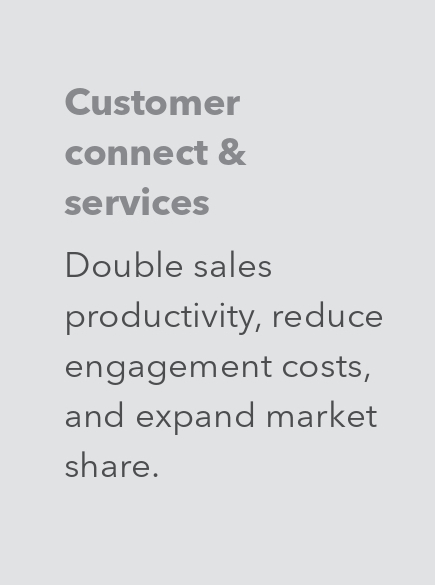 Customer
connect &
services
Double sales
productivity, reduce
engagement costs,
and expand market
share.